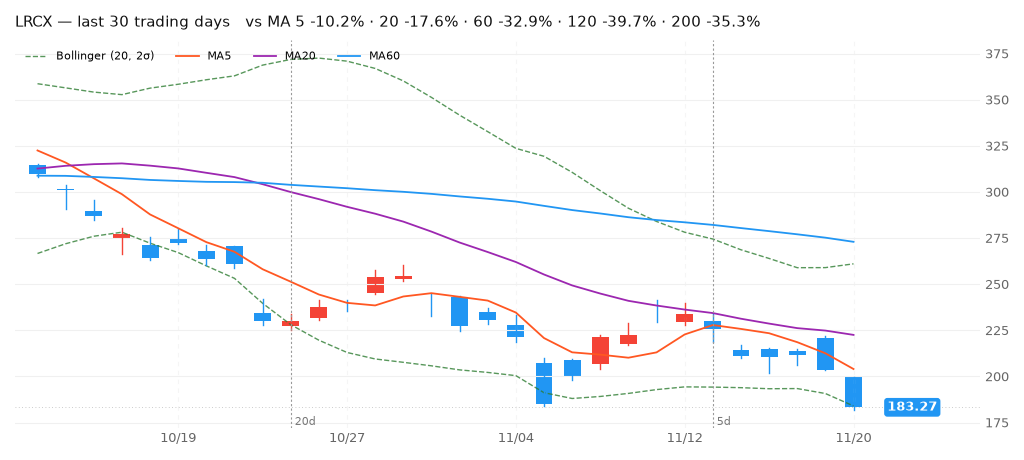 LRCX — last 30 trading days   vs MA 5 -10.2% · 20 -17.6% · 60 -32.9% · 120 -39.7% · 200 -35.3%
Bollinger (20, 2σ)   MA5   MA20   MA60
375
350
325
300
275
250
225
200
183.27
175
20d
5d
10/19   10/27   11/04   11/12   11/20